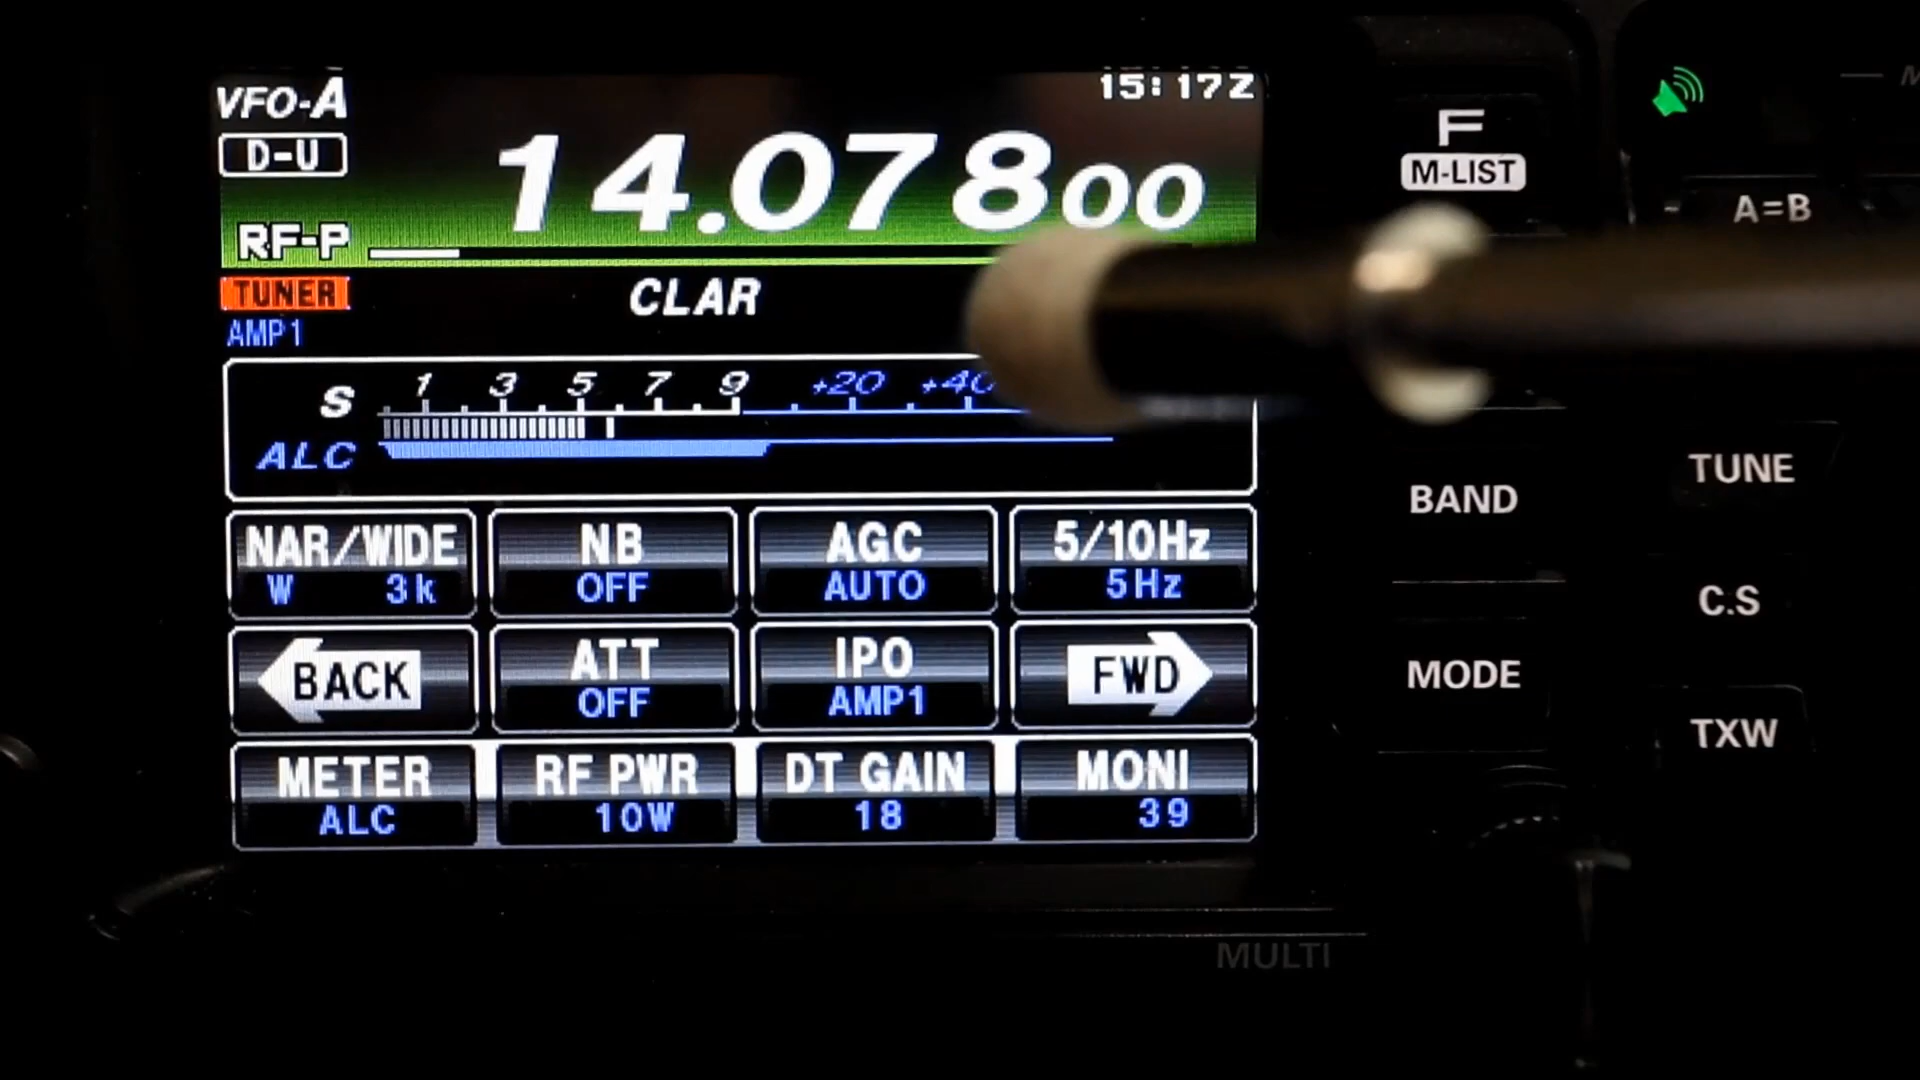 VFO-A
15:17Z
D-U
14.07800
RF-P
TUNER
CLAR
AMP1
S 1 3 5 7 9 +20 +40
ALC
NAR/WIDE NB AGC 5/10Hz
W 3k OFF AUTO 5Hz
BACK ATT IPO FWD
OFF AMP1
METER RF PWR DT GAIN MONI
ALC 10W 18 39
F
M-LIST
BAND
MODE
A=B
TUNE
C.S
TXW
MULTI